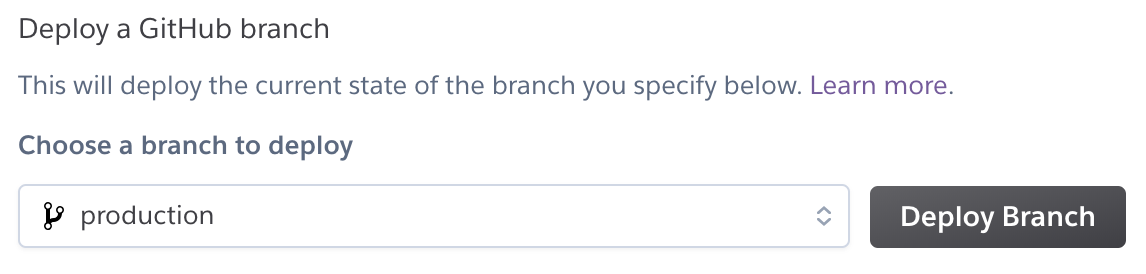 Deploy a GitHub branch
This will deploy the current state of the branch you specify below. Learn more.
Choose a branch to deploy
production
Deploy Branch